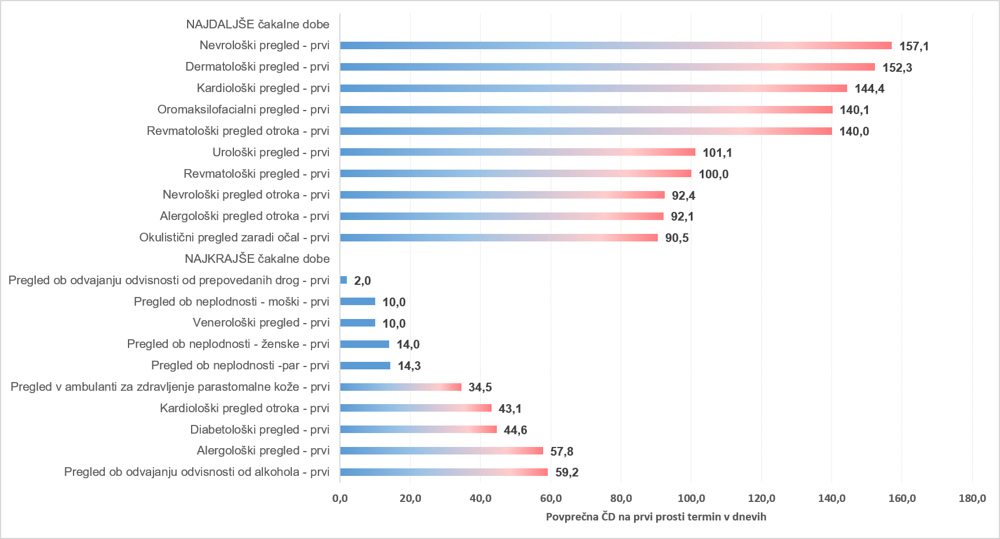 NAJDALJŠE čakalne dobe
Nevrološki pregled - prvi 157,1
Dermatološki pregled - prvi 152,3
Kardiološki pregled - prvi 144,4
Oromaksilofacialni pregled - prvi 140,1
Revmatološki pregled otroka - prvi 140,0
Urološki pregled - prvi 101,1
Revmatološki pregled - prvi 100,0
Nevrološki pregled otroka - prvi 92,4
Alergološki pregled otroka - prvi 92,1
Okulistični pregled zaradi očal - prvi 90,5
NAJKRAJŠE čakalne dobe
Pregled ob odvajanju odvisnosti od prepovedanih drog - prvi 2,0
Pregled ob neplodnosti - moški - prvi 10,0
Venerološki pregled - prvi 10,0
Pregled ob neplodnosti - ženske - prvi 14,0
Pregled ob neplodnosti -par - prvi 14,3
Pregled v ambulanti za zdravljenje parastomalne kože - prvi 34,5
Kardiološki pregled otroka - prvi 43,1
Diabetološki pregled - prvi 44,6
Alergološki pregled - prvi 57,8
Pregled ob odvajanju odvisnosti od alkohola - prvi 59,2
0,0 20,0 40,0 60,0 80,0 100,0 120,0 140,0 160,0 180,0
Povprečna ČD na prvi prosti termin v dnevih